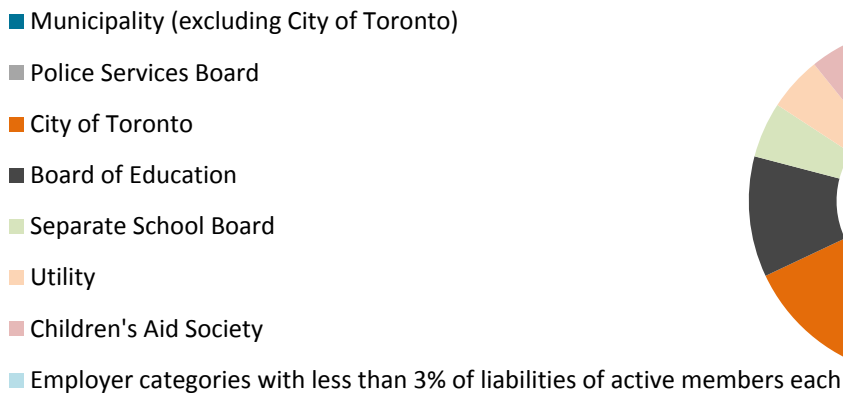 Municipality (excluding City of Toronto)
Police Services Board
City of Toronto
Board of Education
Separate School Board
Utility
Children's Aid Society
Employer categories with less than 3% of liabilities of active members each